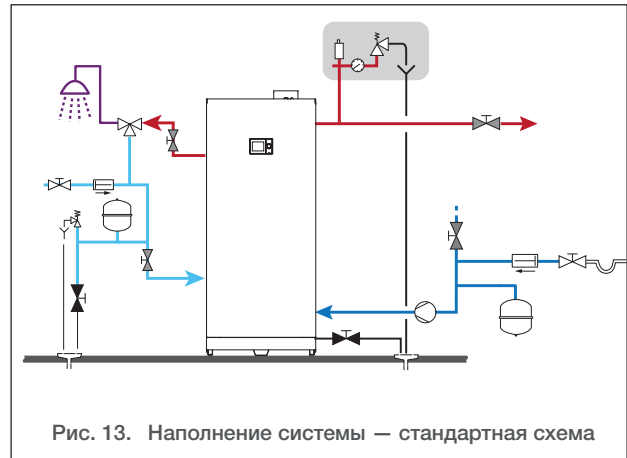 Рис. 13. Наполнение системы — стандартная схема